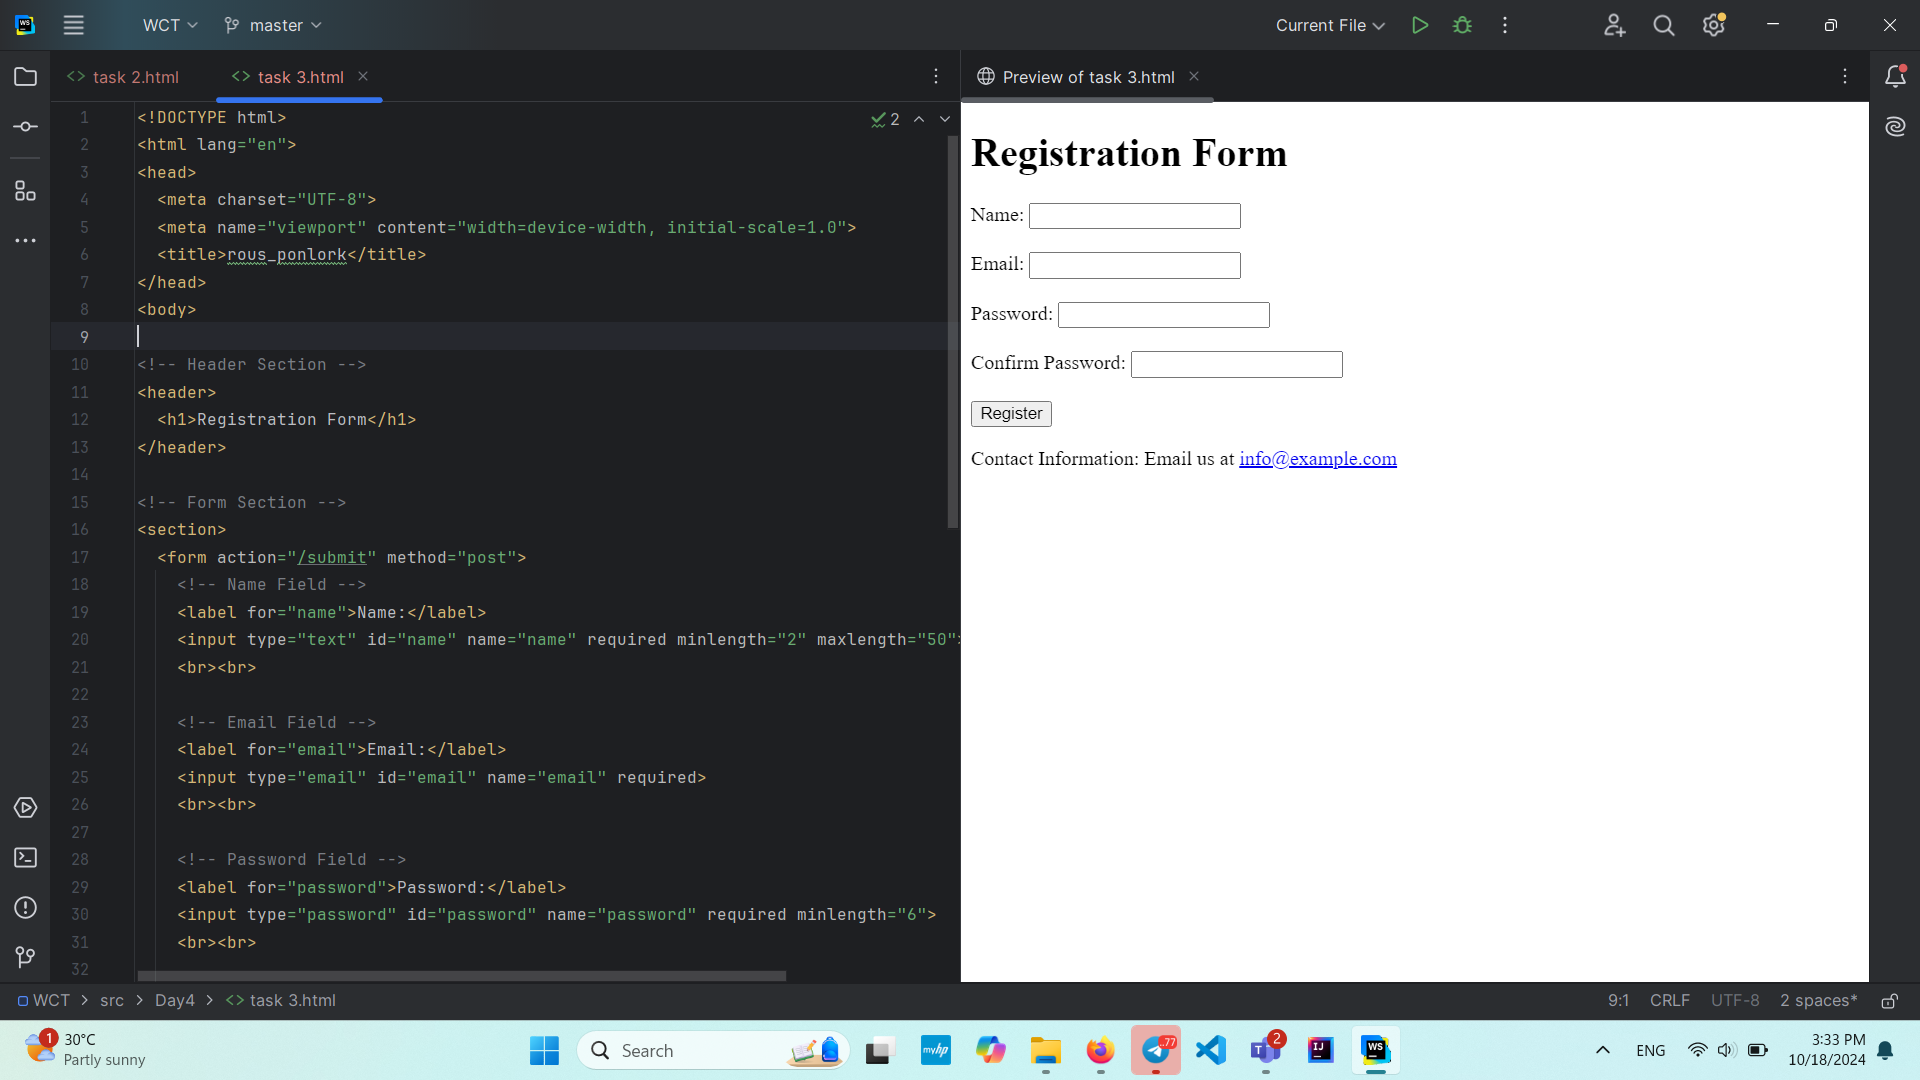 WCT
master
Current File
task 2.html
task 3.html
Preview of task 3.html
2
1 <!DOCTYPE html>
2 <html lang="en">
3 <head>
4 <meta charset="UTF-8">
5 <meta name="viewport" content="width=device-width, initial-scale=1.0">
6 <title>rous_ponlork</title>
7 </head>
8 <body>
9
10 <!-- Header Section -->
11 <header>
12 <h1>Registration Form</h1>
13 </header>
14
15 <!-- Form Section -->
16 <section>
17 <form action="/submit" method="post">
18 <!-- Name Field -->
19 <label for="name">Name:</label>
20 <input type="text" id="name" name="name" required minlength="2" maxlength="50">
21 <br><br>
22
23 <!-- Email Field -->
24 <label for="email">Email:</label>
25 <input type="email" id="email" name="email" required>
26 <br><br>
27
28 <!-- Password Field -->
29 <label for="password">Password:</label>
30 <input type="password" id="password" name="password" required minlength="6">
31 <br><br>
32
Registration Form
Name:
Email:
Password:
Confirm Password:
Register
Contact Information: Email us at info@example.com
WCT > src > Day4 > <> task 3.html
9:1 CRLF UTF-8 2 spaces*
1
30°C
Partly sunny
Search
myhp
.77
2
IJ
WS
ENG
3:33 PM
10/18/2024